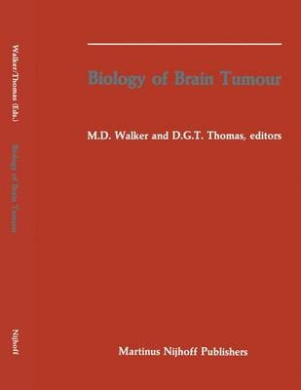 Walker/Thomas (Eds.)
Biology of Brain Tumour
Nijhoff
Biology of Brain Tumour
M.D. Walker and D.G.T. Thomas, editors
Martinus Nijhoff Publishers